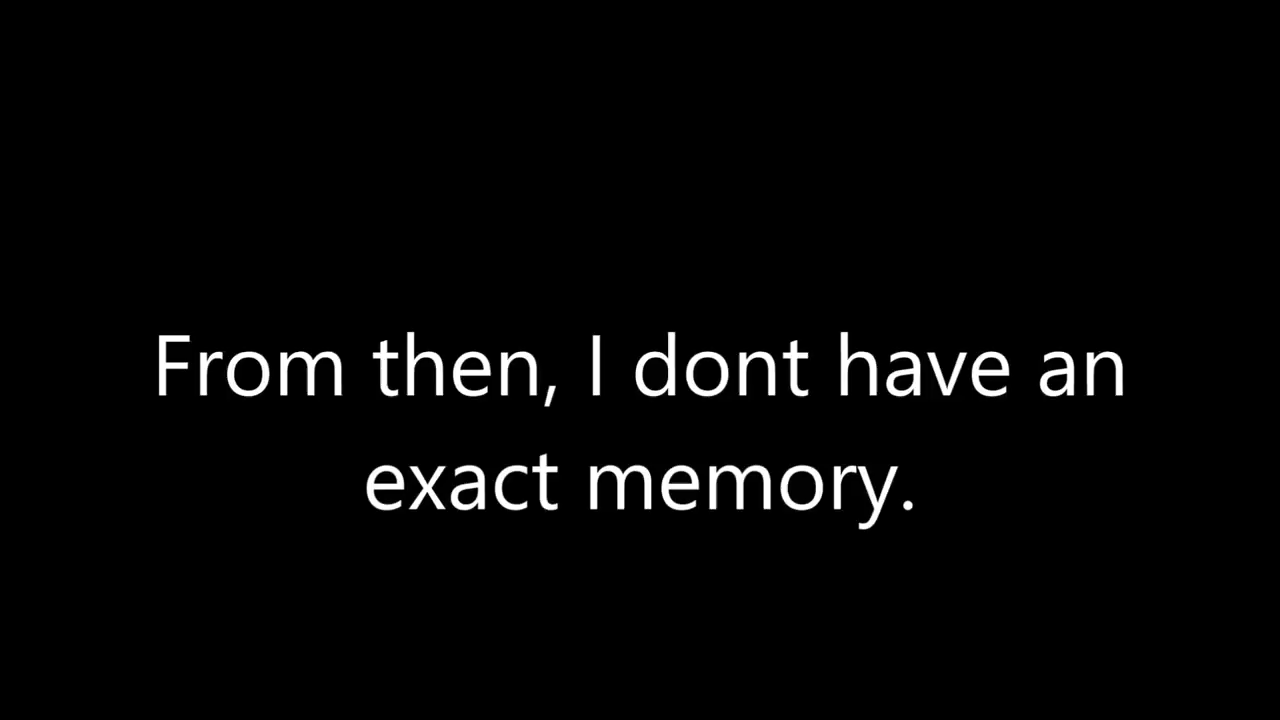 From then, I dont have an
exact memory.